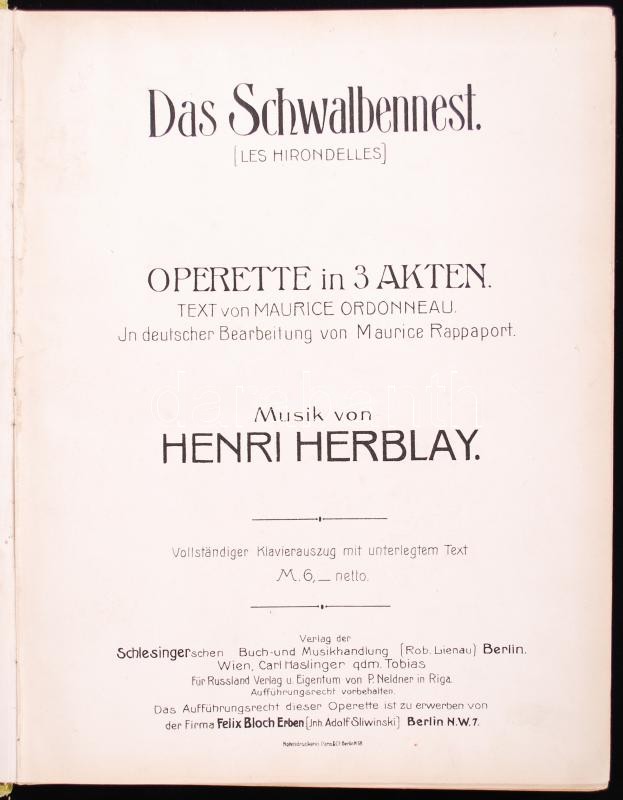 Das Schwalbennest.
[LES HIRONDELLES]
OPERETTE in 3 AKTEN.
TEXT von MAURICE ORDONNEAU.
Jn deutscher Bearbeitung von Maurice Rappaport.
Musik von
HENRI HERBLAY.
Vollständiger Klavierauszug mit unterlegtem Text
M. 6,— netto.
Verlag der
Schlesingerschen Buch-und Musikhandlung (Rob. Lienau) Berlin.
Wien, Carl Haslinger qdm. Tobias
Für Russland Verlag u. Eigentum von P. Neldner in Riga.
Aufführungsrecht vorbehalten.
Das Aufführungsrecht dieser Operette ist zu erwerben von
der Firma Felix Bloch Erben (Jnh. Adolf Sliwinski) Berlin N.W. 7.